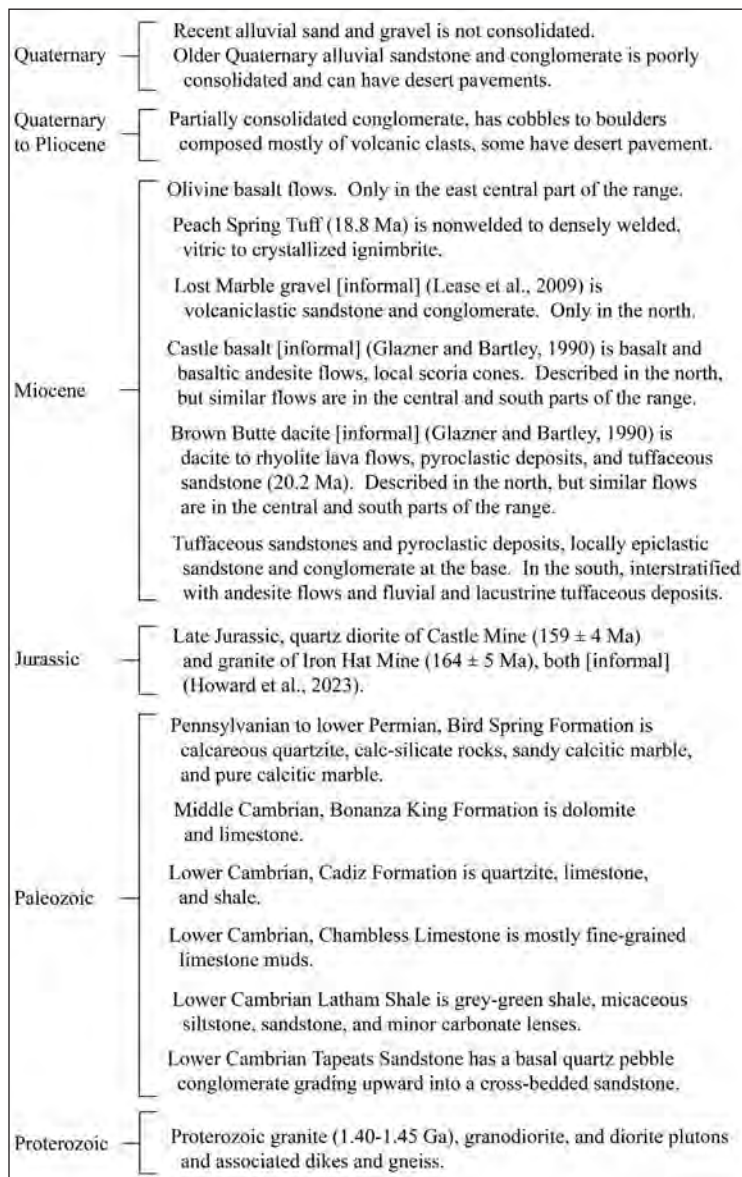 Quaternary
Recent alluvial sand and gravel is not consolidated.
Older Quaternary alluvial sandstone and conglomerate is poorly
consolidated and can have desert pavements.
Quaternary
to Pliocene
Partially consolidated conglomerate, has cobbles to boulders
composed mostly of volcanic clasts, some have desert pavement.
Miocene
Olivine basalt flows. Only in the east central part of the range.
Peach Spring Tuff (18.8 Ma) is nonwelded to densely welded,
vitric to crystallized ignimbrite.
Lost Marble gravel [informal] (Lease et al., 2009) is
volcaniclastic sandstone and conglomerate. Only in the north.
Castle basalt [informal] (Glazner and Bartley, 1990) is basalt and
basaltic andesite flows, local scoria cones. Described in the north,
but similar flows are in the central and south parts of the range.
Brown Butte dacite [informal] (Glazner and Bartley, 1990) is
dacite to rhyolite lava flows, pyroclastic deposits, and tuffaceous
sandstone (20.2 Ma). Described in the north, but similar flows
are in the central and south parts of the range.
Tuffaceous sandstones and pyroclastic deposits, locally epiclastic
sandstone and conglomerate at the base. In the south, interstratified
with andesite flows and fluvial and lacustrine tuffaceous deposits.
Jurassic
Late Jurassic, quartz diorite of Castle Mine (159 ± 4 Ma)
and granite of Iron Hat Mine (164 ± 5 Ma), both [informal]
(Howard et al., 2023).
Paleozoic
Pennsylvanian to lower Permian, Bird Spring Formation is
calcareous quartzite, calc-silicate rocks, sandy calcitic marble,
and pure calcitic marble.
Middle Cambrian, Bonanza King Formation is dolomite
and limestone.
Lower Cambrian, Cadiz Formation is quartzite, limestone,
and shale.
Lower Cambrian, Chambless Limestone is mostly fine-grained
limestone muds.
Lower Cambrian Latham Shale is grey-green shale, micaceous
siltstone, sandstone, and minor carbonate lenses.
Lower Cambrian Tapeats Sandstone has a basal quartz pebble
conglomerate grading upward into a cross-bedded sandstone.
Proterozoic
Proterozoic granite (1.40-1.45 Ga), granodiorite, and diorite plutons
and associated dikes and gneiss.